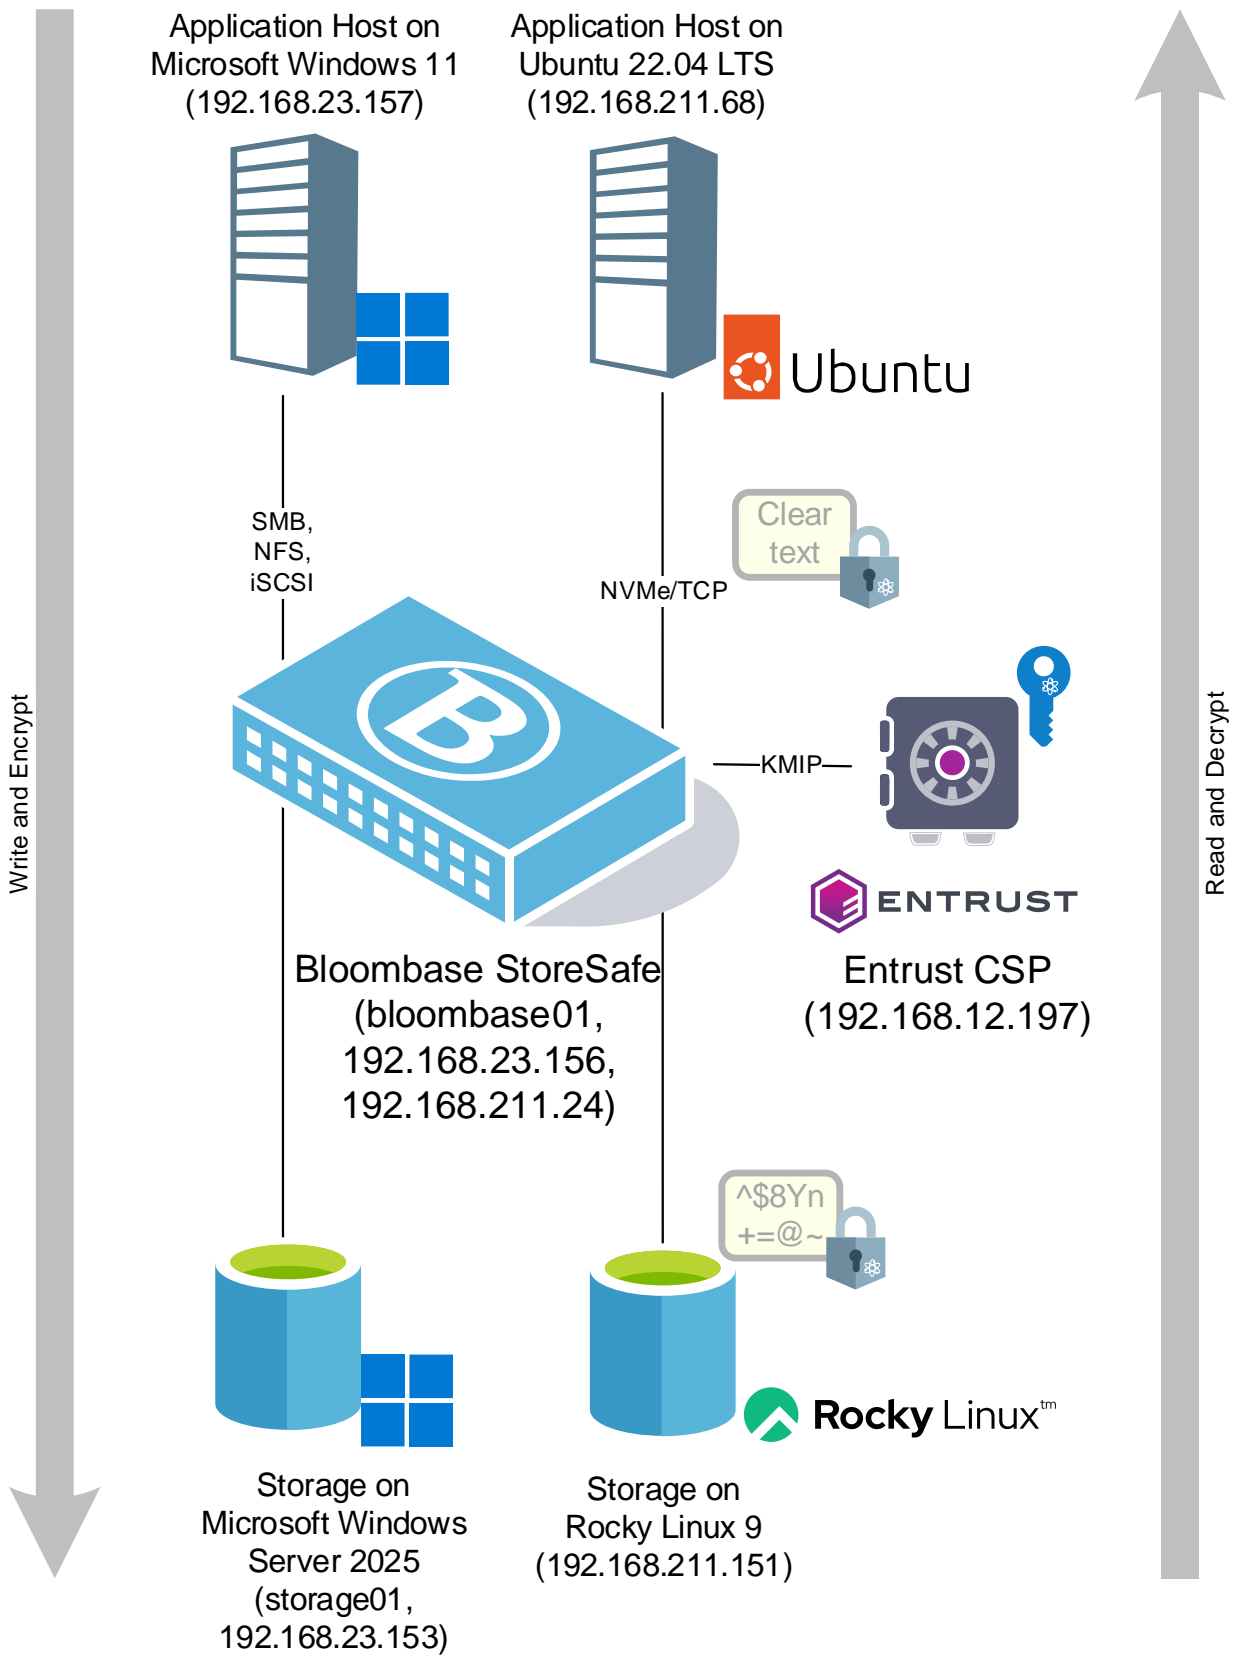 Application Host on
Microsoft Windows 11
(192.168.23.157)
Application Host on
Ubuntu 22.04 LTS
(192.168.211.68)
Ubuntu
SMB,
NFS,
iSCSI
NVMe/TCP
Clear
text
Write and Encrypt
Read and Decrypt
B
KMIP
ENTRUST
Entrust CSP
(192.168.12.197)
Bloombase StoreSafe
(bloombase01,
192.168.23.156,
192.168.211.24)
^$8Yn
+=@~
Rocky Linux™
Storage on
Microsoft Windows
Server 2025
(storage01,
192.168.23.153)
Storage on
Rocky Linux 9
(192.168.211.151)